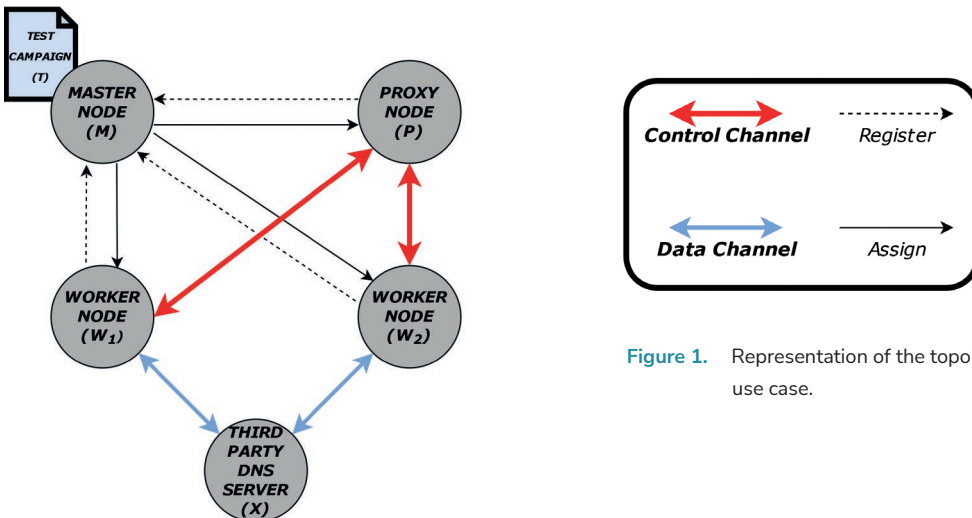 TEST
CAMPAIGN
(T)
MASTER
NODE
(M)
PROXY
NODE
(P)
WORKER
NODE
(W1)
WORKER
NODE
(W2)
THIRD
PARTY
DNS
SERVER
(X)
Control Channel
Register
Data Channel
Assign
Figure 1. Representation of the topo
use case.